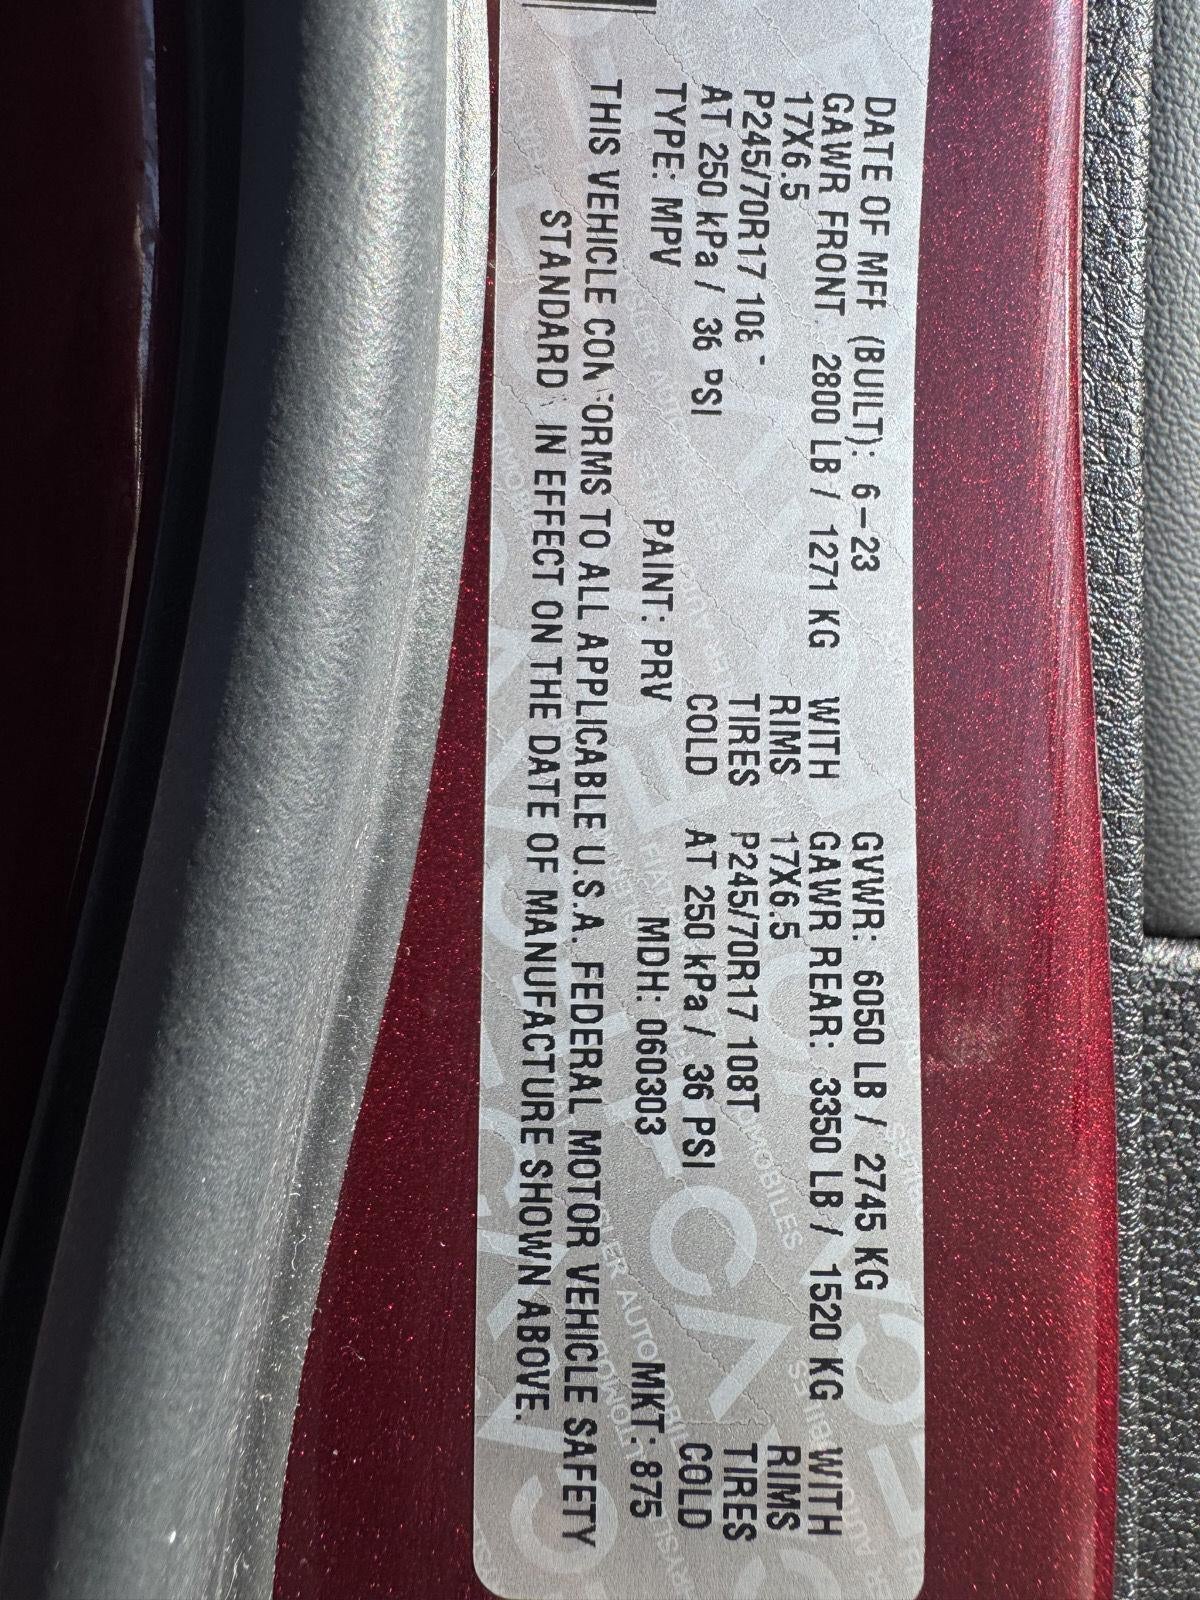 DATE OF MFR (BUILT): 6-23 GVWR: 6050 LB / 2745 KG
GAWR FRONT 2800 LB / 1271 KG WITH GAWR REAR: 3350 LB / 1520 KG WITH
17X6.5 RIMS 17X6.5 RIMS
P245/70R17 TIRES P245/70R17 108T TIRES
AT 250 kPa / 36 PSI COLD AT 250 kPa / 36 PSI COLD
TYPE: MPV PAINT: PRV MDH: 060303 MKT: 875
THIS VEHICLE CONFORMS TO ALL APPLICABLE U.S.A. FEDERAL MOTOR VEHICLE SAFETY
IN EFFECT ON THE DATE OF MANUFACTURE SHOWN ABOVE.